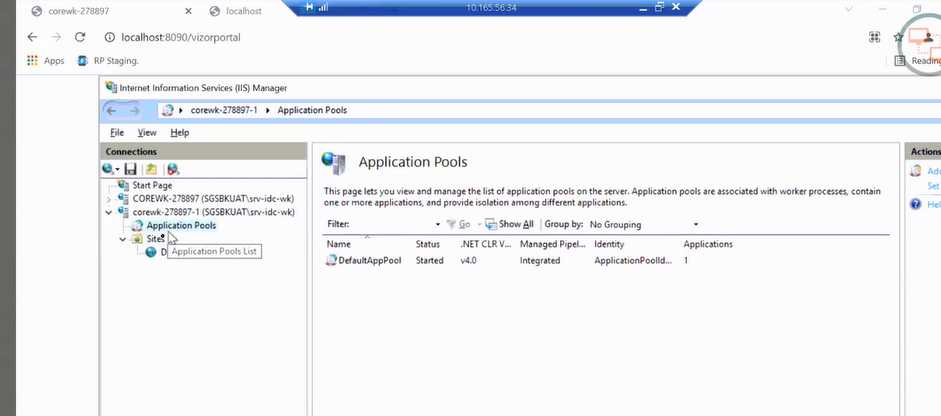 corewk-278897
localhost
10.165.56.34
localhost:8090/vizorportal
Apps
RP Staging.
Reading
Internet Information Services (IIS) Manager
corewk-278897-1
Application Pools
File View Help
Connections
Start Page
COREWK-278897 (SGSBKUAT\srv-idc-wk)
corewk-278897-1 (SGSBKUAT\srv-idc-wk)
Application Pools
Sites
D
Application Pools List
Application Pools
This page lets you view and manage the list of application pools on the server. Application pools are associated with worker processes, contain
one or more applications, and provide isolation among different applications.
Filter: Go Show All Group by: No Grouping
Name Status .NET CLR V... Managed Pipel... Identity Applications
DefaultAppPool Started v4.0 Integrated ApplicationPoolId... 1
Actions
Add
Set
Hel